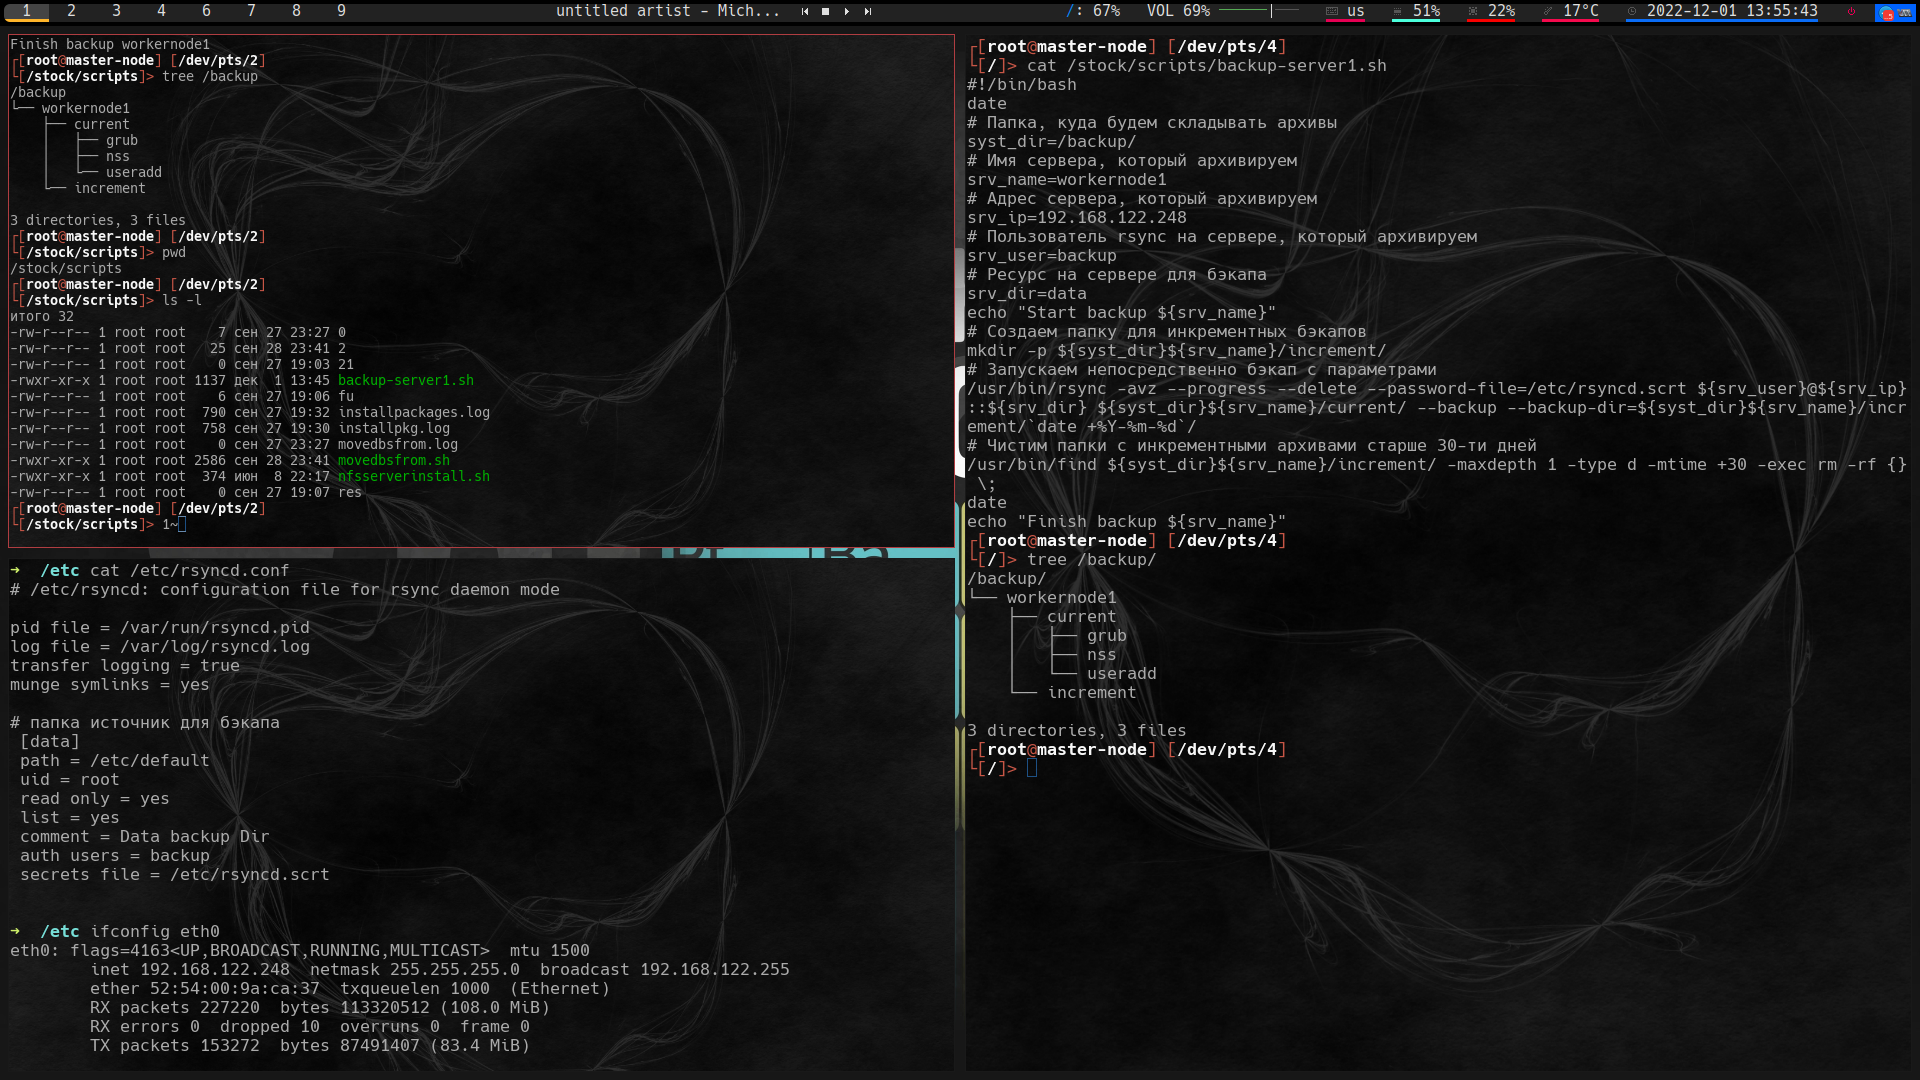 1 2 3 4 6 7 8 9 untitled artist - Mich... /: 67% VOL 69% us 51% 22% 17°C 2022-12-01 13:55:43
Finish backup workernode1
┌[root@master-node] [/dev/pts/2]
└[/stock/scripts]> tree /backup
/backup
└── workernode1
    ├── current
    │   ├── grub
    │   ├── nss
    │   └── useradd
    └── increment

3 directories, 3 files
┌[root@master-node] [/dev/pts/2]
└[/stock/scripts]> pwd
/stock/scripts
┌[root@master-node] [/dev/pts/2]
└[/stock/scripts]> ls -l
итого 32
-rw-r--r-- 1 root root    7 сен 27 23:27 0
-rw-r--r-- 1 root root   25 сен 28 23:41 2
-rw-r--r-- 1 root root    0 сен 27 19:03 21
-rwxr-xr-x 1 root root 1137 дек  1 13:45 backup-server1.sh
-rw-r--r-- 1 root root    6 сен 27 19:06 fu
-rw-r--r-- 1 root root  790 сен 27 19:32 installpackages.log
-rw-r--r-- 1 root root  758 сен 27 19:30 installpkg.log
-rw-r--r-- 1 root root    0 сен 27 23:27 movedbsfrom.log
-rwxr-xr-x 1 root root 2586 сен 28 23:41 movedbsfrom.sh
-rwxr-xr-x 1 root root  374 июн  8 22:17 nfsserverinstall.sh
-rw-r--r-- 1 root root    0 сен 27 19:07 res
┌[root@master-node] [/dev/pts/2]
└[/stock/scripts]> 1~
→  /etc cat /etc/rsyncd.conf
# /etc/rsyncd: configuration file for rsync daemon mode

pid file = /var/run/rsyncd.pid
log file = /var/log/rsyncd.log
transfer logging = true
munge symlinks = yes

# папка источник для бэкапа
 [data]
 path = /etc/default
 uid = root
 read only = yes
 list = yes
 comment = Data backup Dir
 auth users = backup
 secrets file = /etc/rsyncd.scrt

→  /etc ifconfig eth0
eth0: flags=4163<UP,BROADCAST,RUNNING,MULTICAST>  mtu 1500
        inet 192.168.122.248  netmask 255.255.255.0  broadcast 192.168.122.255
        ether 52:54:00:9a:ca:37  txqueuelen 1000  (Ethernet)
        RX packets 227220  bytes 113320512 (108.0 MiB)
        RX errors 0  dropped 10  overruns 0  frame 0
        TX packets 153272  bytes 87491407 (83.4 MiB)
┌[root@master-node] [/dev/pts/4]
└[/]> cat /stock/scripts/backup-server1.sh
#!/bin/bash
date
# Папка, куда будем складывать архивы
syst_dir=/backup/
# Имя сервера, который архивируем
srv_name=workernode1
# Адрес сервера, который архивируем
srv_ip=192.168.122.248
# Пользователь rsync на сервере, который архивируем
srv_user=backup
# Ресурс на сервере для бэкапа
srv_dir=data
echo "Start backup ${srv_name}"
# Создаем папку для инкрементных бэкапов
mkdir -p ${syst_dir}${srv_name}/increment/
# Запускаем непосредственно бэкап с параметрами
/usr/bin/rsync -avz --progress --delete --password-file=/etc/rsyncd.scrt ${srv_user}@${srv_ip}
::${srv_dir} ${syst_dir}${srv_name}/current/ --backup --backup-dir=${syst_dir}${srv_name}/incr
ement/`date +%Y-%m-%d`/
# Чистим папки с инкрементными архивами старше 30-ти дней
/usr/bin/find ${syst_dir}${srv_name}/increment/ -maxdepth 1 -type d -mtime +30 -exec rm -rf {}
 \;
date
echo "Finish backup ${srv_name}"
┌[root@master-node] [/dev/pts/4]
└[/]> tree /backup/
/backup/
└── workernode1
    ├── current
    │   ├── grub
    │   ├── nss
    │   └── useradd
    └── increment

3 directories, 3 files
┌[root@master-node] [/dev/pts/4]
└[/]>